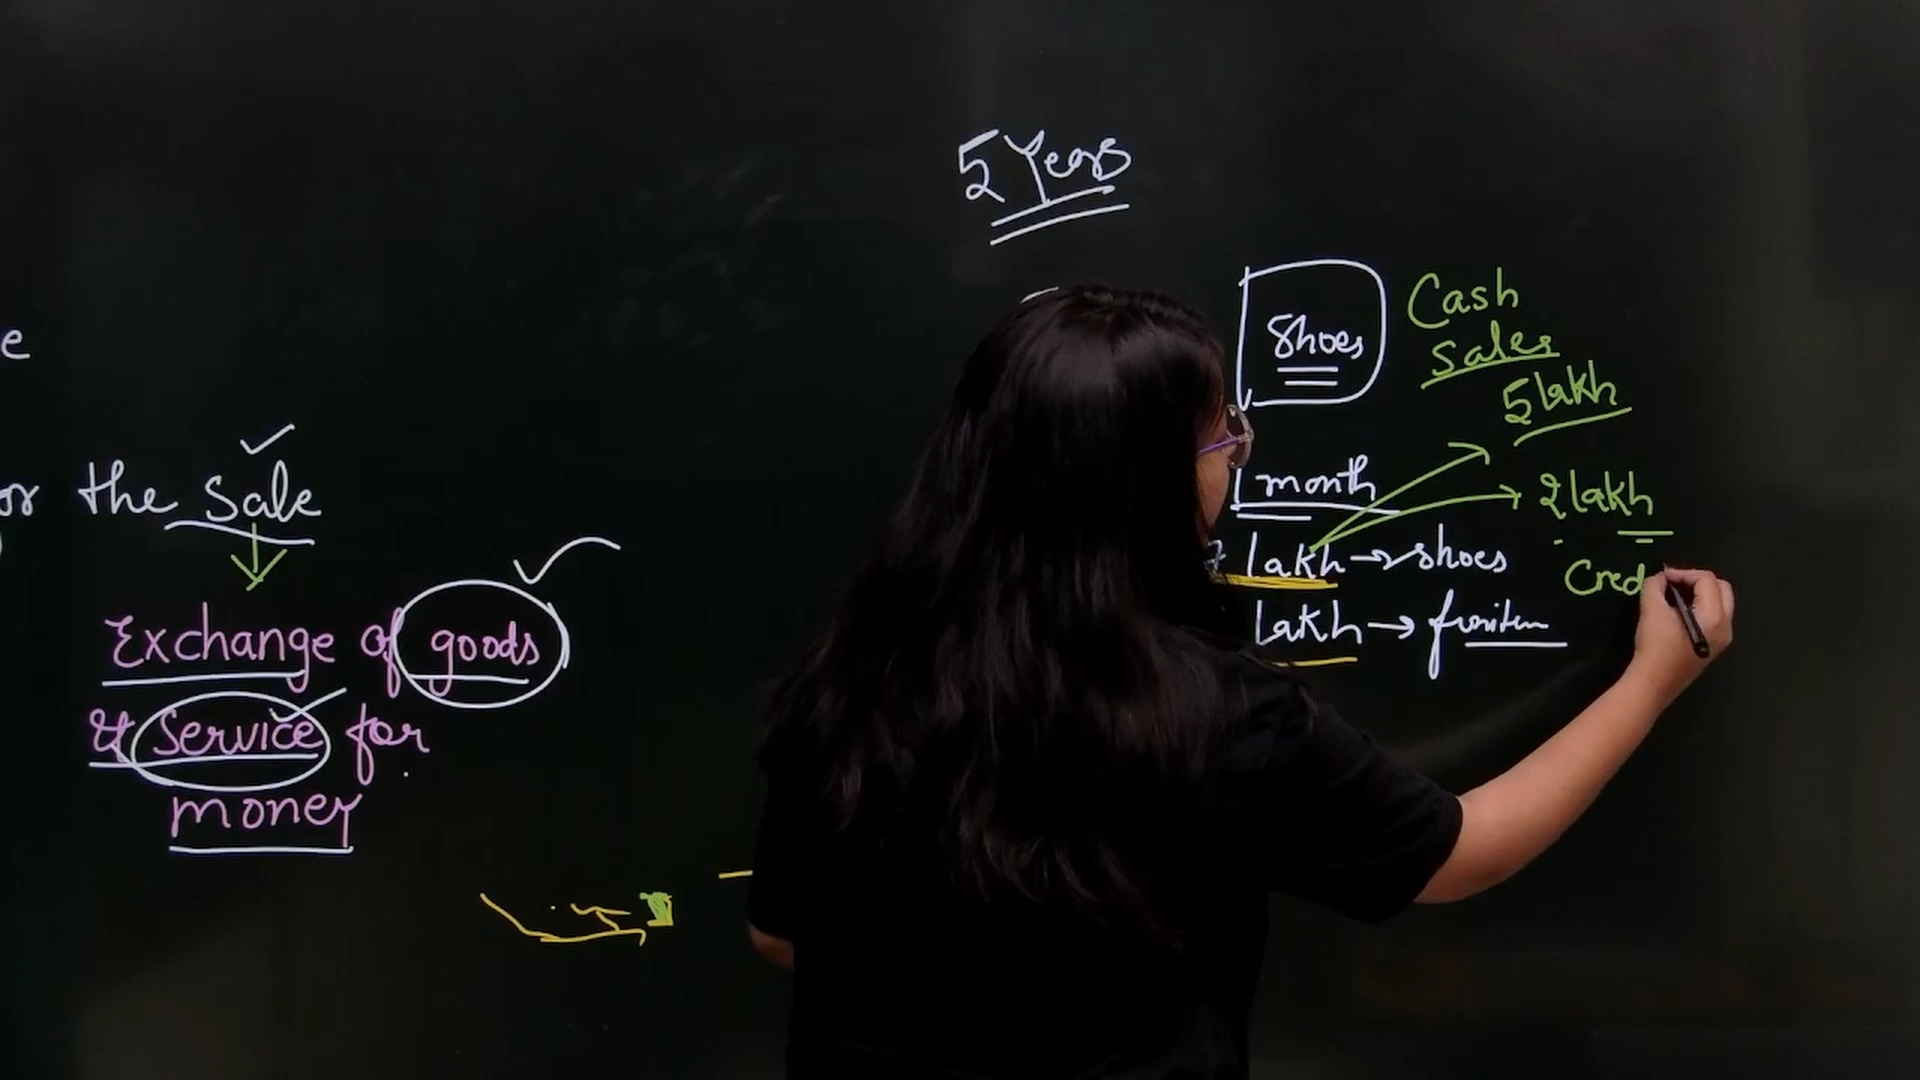 e
5 Years
or the sale
Exchange of goods
& Service for
money
Shoes
Cash
Sales
5 lakh
1 month
2 lakh
lakh → shoes
Cred
lakh →